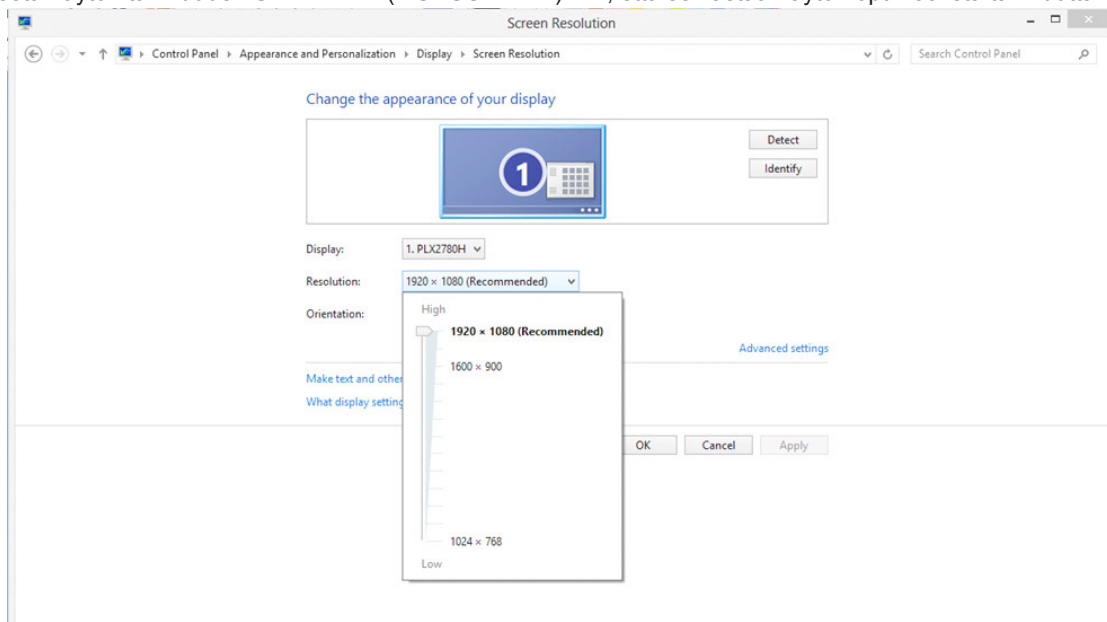 Screen Resolution
Control Panel Appearance and Personalization Display Screen Resolution
Search Control Panel
Change the appearance of your display
1
Detect
Identify
Display: 1. PLX2780H
Resolution: 1920 × 1080 (Recommended)
Orientation:
High
1920 × 1080 (Recommended)
1600 × 900
1024 × 768
Low
Advanced settings
Make text and other
What display setting
OK Cancel Apply